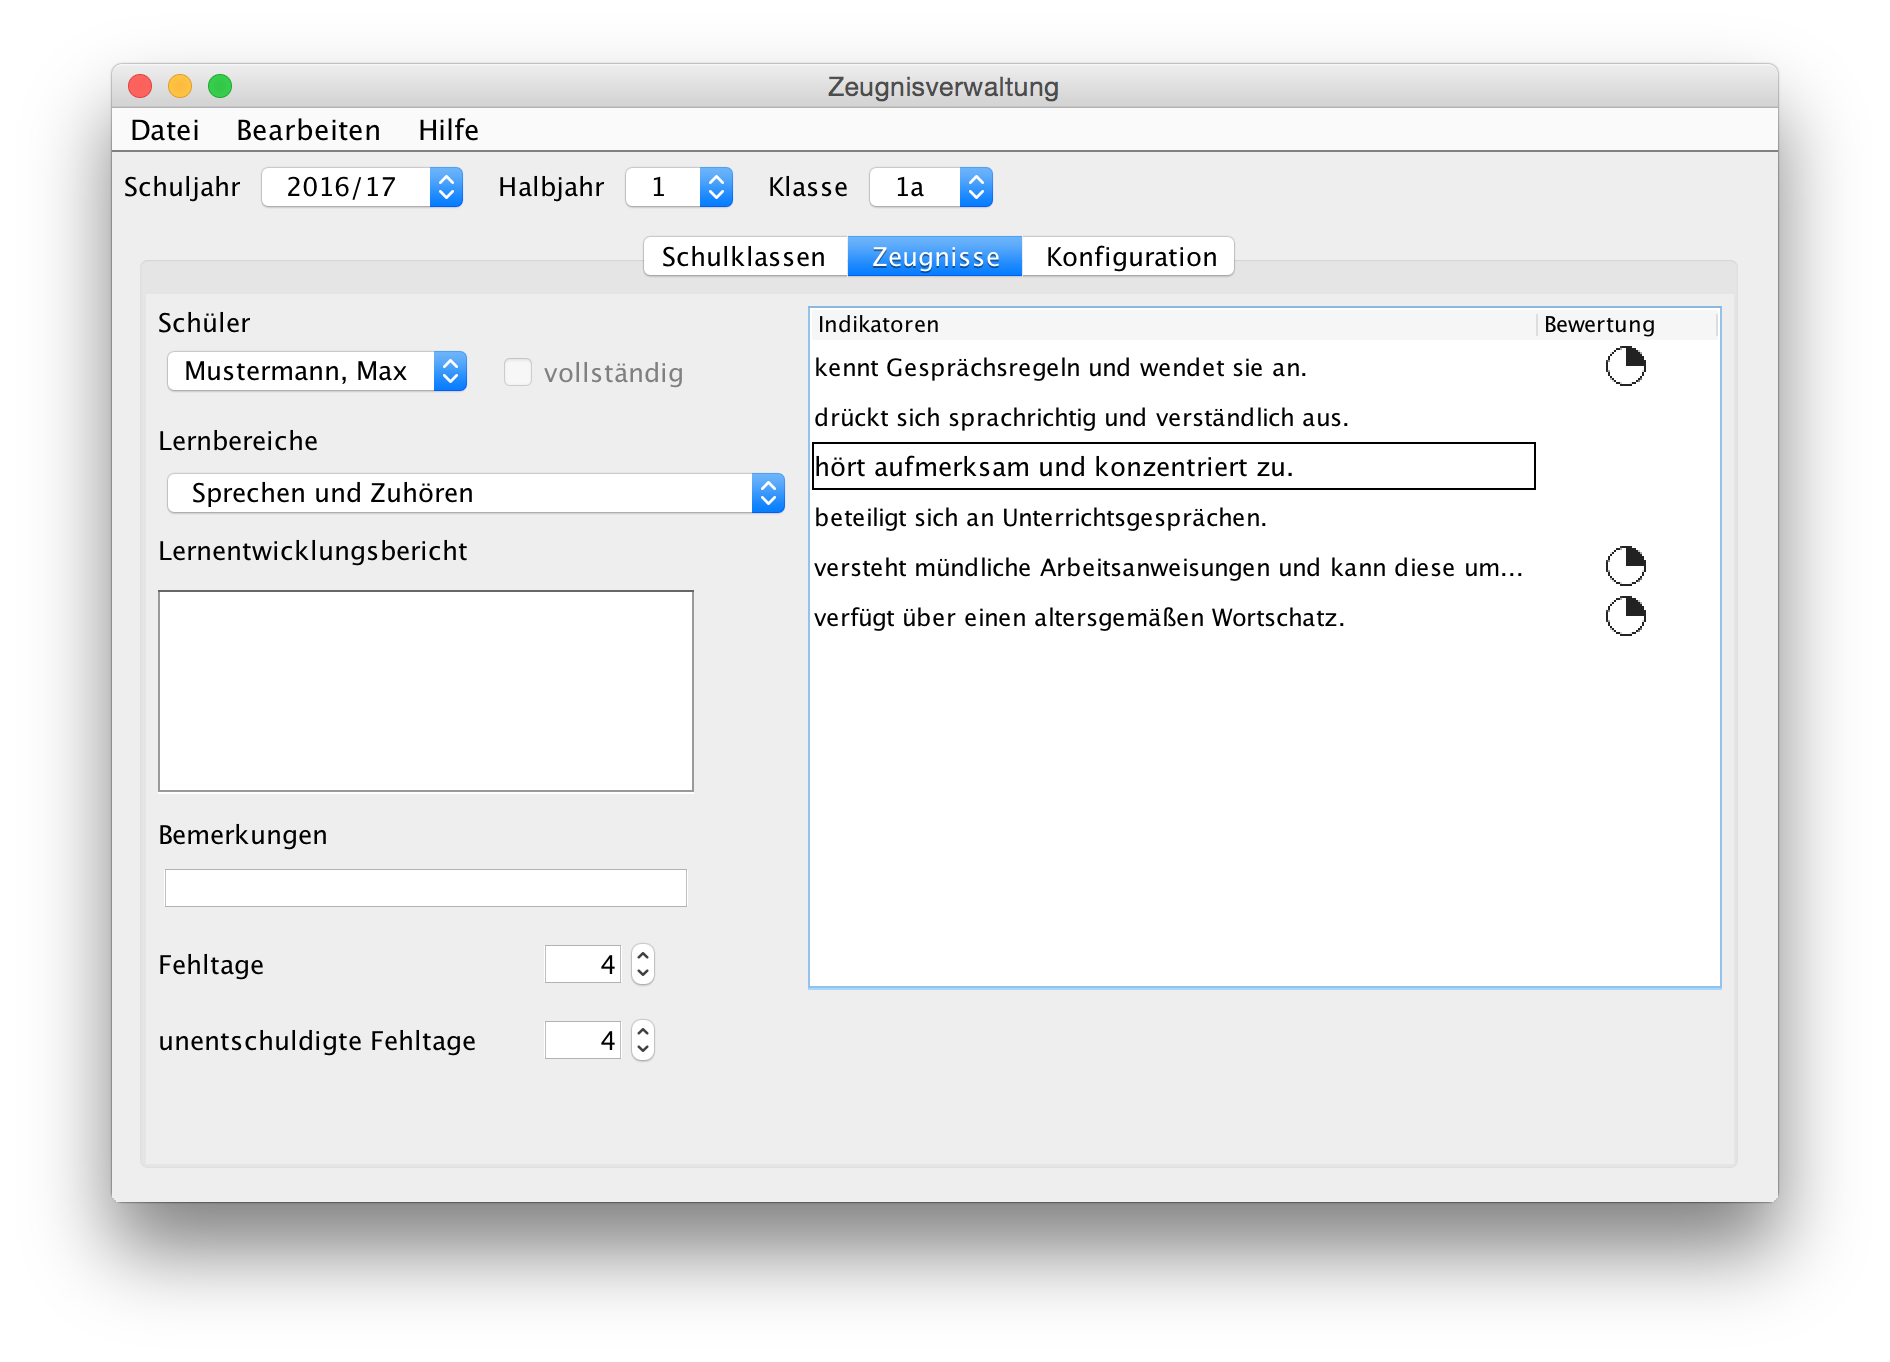 Zeugnisverwaltung
Datei Bearbeiten Hilfe
Schuljahr 2016/17 Halbjahr 1 Klasse 1a
Schulklassen Zeugnisse Konfiguration
Schüler
Mustermann, Max vollständig
Lernbereiche
Sprechen und Zuhören
Lernentwicklungsbericht
Bemerkungen
Fehltage 4
unentschuldigte Fehltage 4
Indikatoren Bewertung
kennt Gesprächsregeln und wendet sie an.
drückt sich sprachrichtig und verständlich aus.
hört aufmerksam und konzentriert zu.
beteiligt sich an Unterrichtsgesprächen.
versteht mündliche Arbeitsanweisungen und kann diese um...
verfügt über einen altersgemäßen Wortschatz.